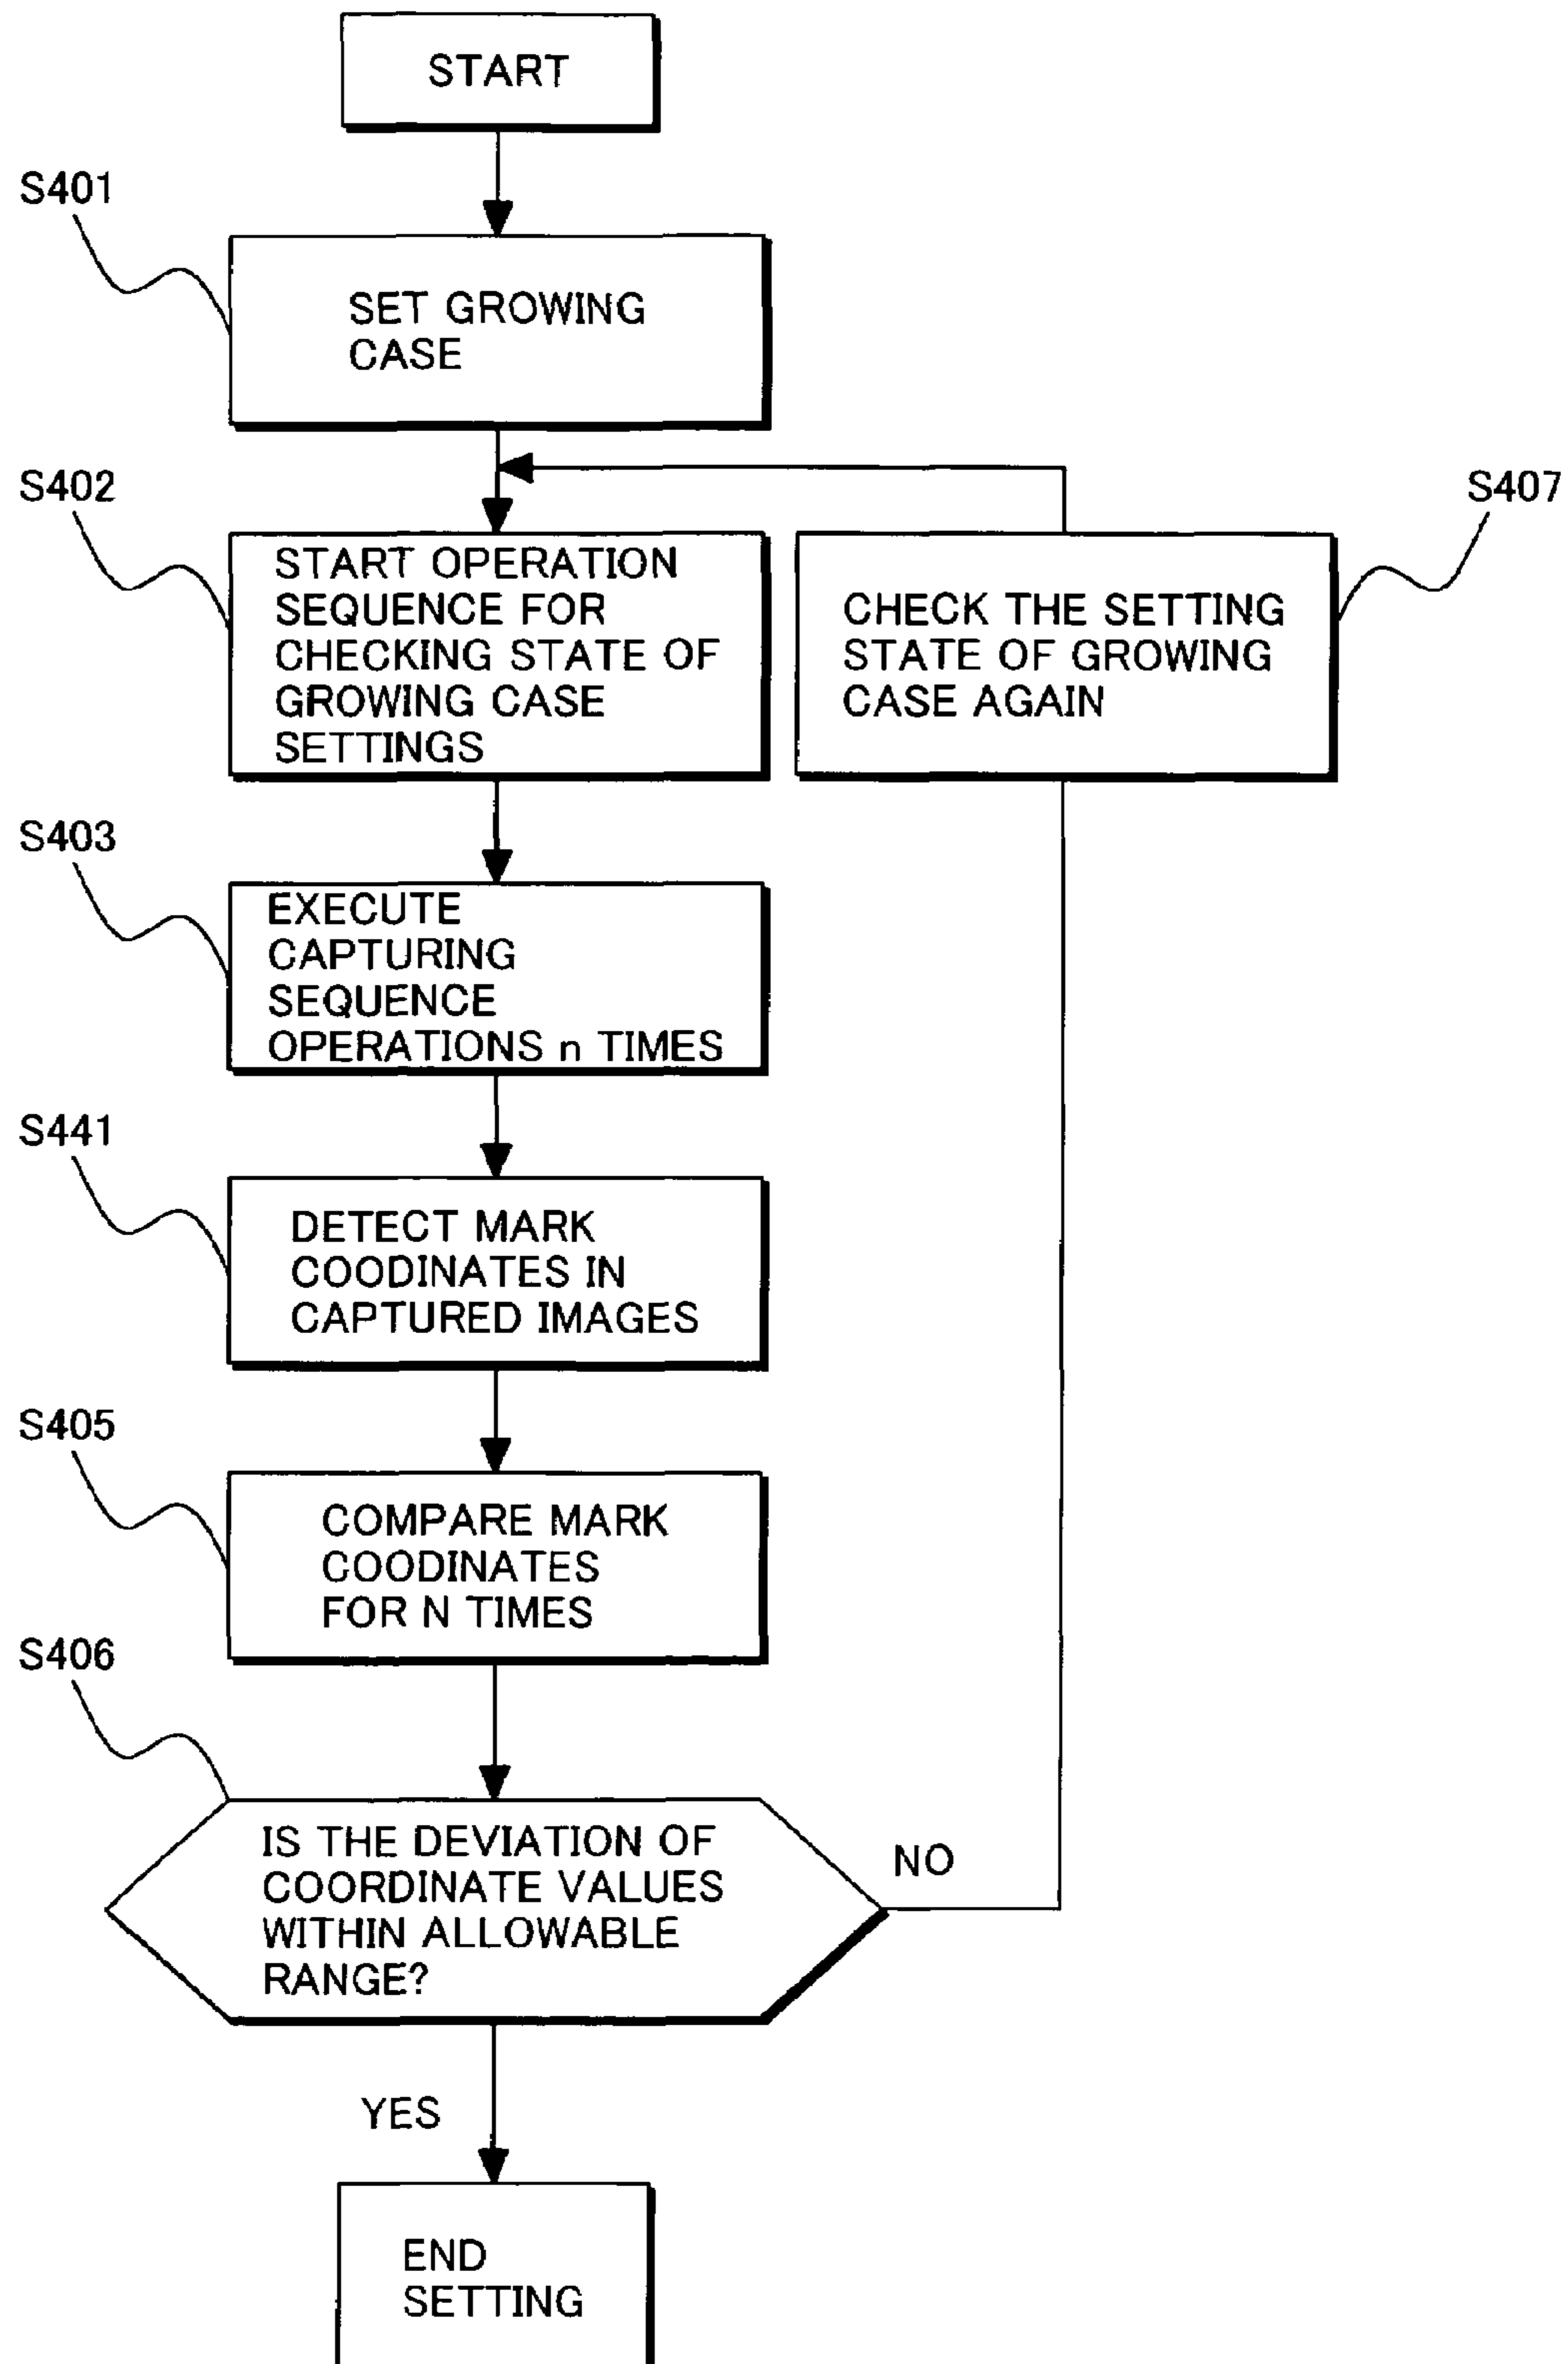 START
S401
SET GROWING
CASE
S402
START OPERATION
SEQUENCE FOR
CHECKING STATE OF
GROWING CASE
SETTINGS
S407
CHECK THE SETTING
STATE OF GROWING
CASE AGAIN
S403
EXECUTE
CAPTURING
SEQUENCE
OPERATIONS n TIMES
S441
DETECT MARK
COODINATES IN
CAPTURED IMAGES
S405
COMPARE MARK
COODINATES
FOR N TIMES
S406
IS THE DEVIATION OF
COORDINATE VALUES
WITHIN ALLOWABLE
RANGE?
NO
YES
END
SETTING